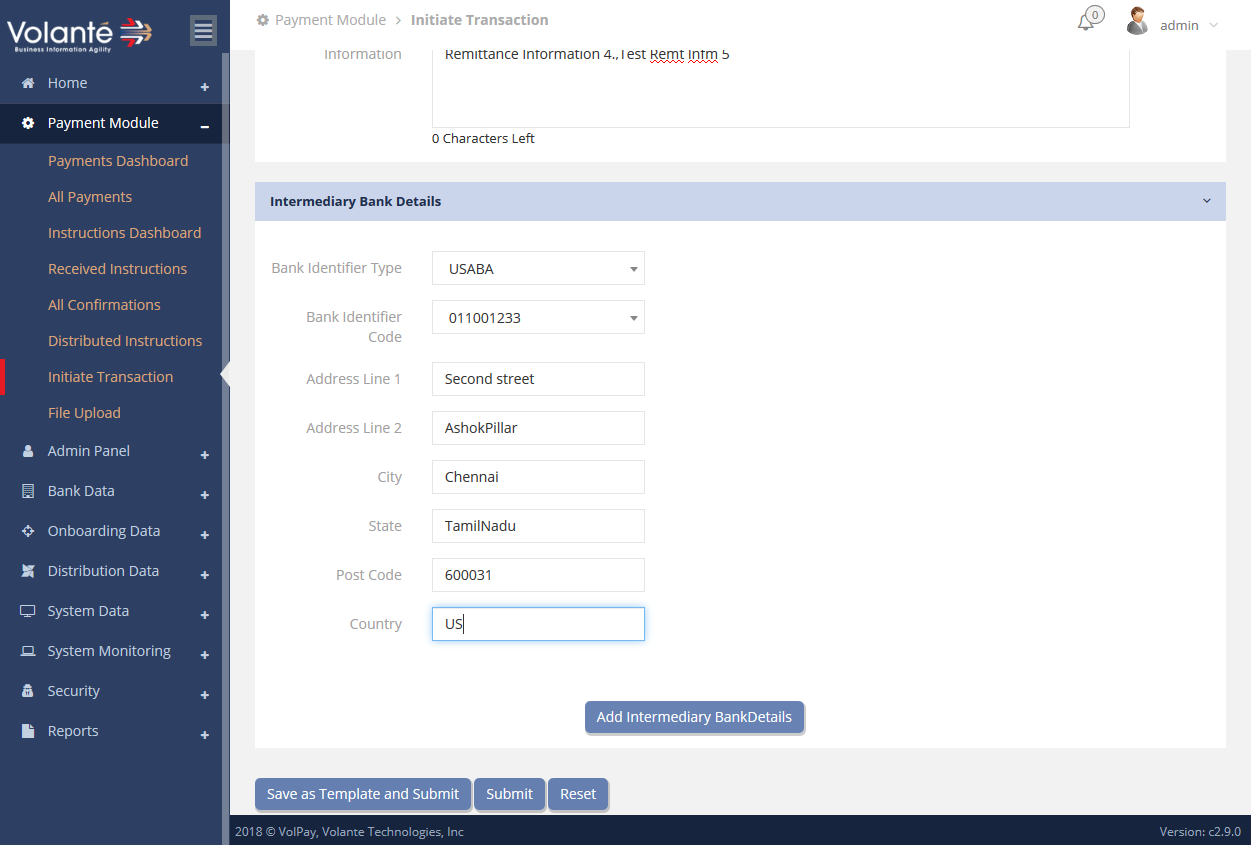 Volanté
Business Information Agility
Payment Module > Initiate Transaction
0
admin
Home
Payment Module
Payments Dashboard
All Payments
Instructions Dashboard
Received Instructions
All Confirmations
Distributed Instructions
Initiate Transaction
File Upload
Admin Panel
Bank Data
Onboarding Data
Distribution Data
System Data
System Monitoring
Security
Reports
Information
Remittance Information 4.,Test Remt Infm 5
0 Characters Left
Intermediary Bank Details
Bank Identifier Type USABA
Bank Identifier
Code
011001233
Address Line 1 Second street
Address Line 2 AshokPillar
City Chennai
State TamilNadu
Post Code 600031
Country US
Add Intermediary BankDetails
Save as Template and Submit Submit Reset
2018 © VolPay, Volante Technologies, Inc Version: c2.9.0